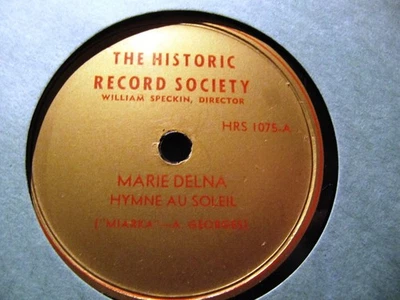 THE HISTORIC
RECORD SOCIETY
WILLIAM SPECKIN, DIRECTOR
HRS 1075-A
MARIE DELNA
HYMNE AU SOLEIL
("MIARKA"—A. GEORGES)